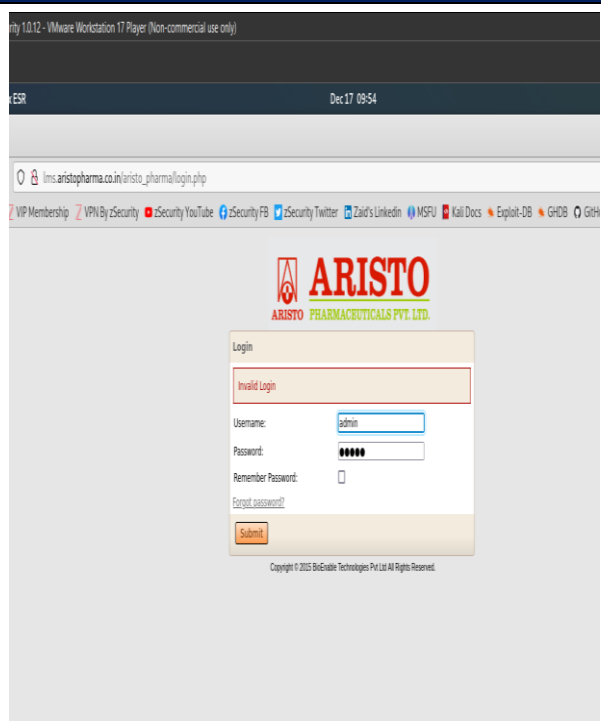 rity 1.0.12 - VMware Workstation 17 Player (Non-commercial use only)
x ESR Dec 17 09:54
lms.aristopharma.co.in/aristo_pharma/login.php
VIP Membership VPN By zSecurity zSecurity YouTube zSecurity FB zSecurity Twitter Zaid's Linkedin MSFU Kali Docs Exploit-DB GHDB GitH
ARISTO
ARISTO PHARMACEUTICALS PVT. LTD.
Login
Invalid Login
Username: admin
Password: ●●●●●
Remember Password:
Forgot password?
Submit
Copyright © 2015 BioEnable Technologies Pvt Ltd All Rights Reserved.